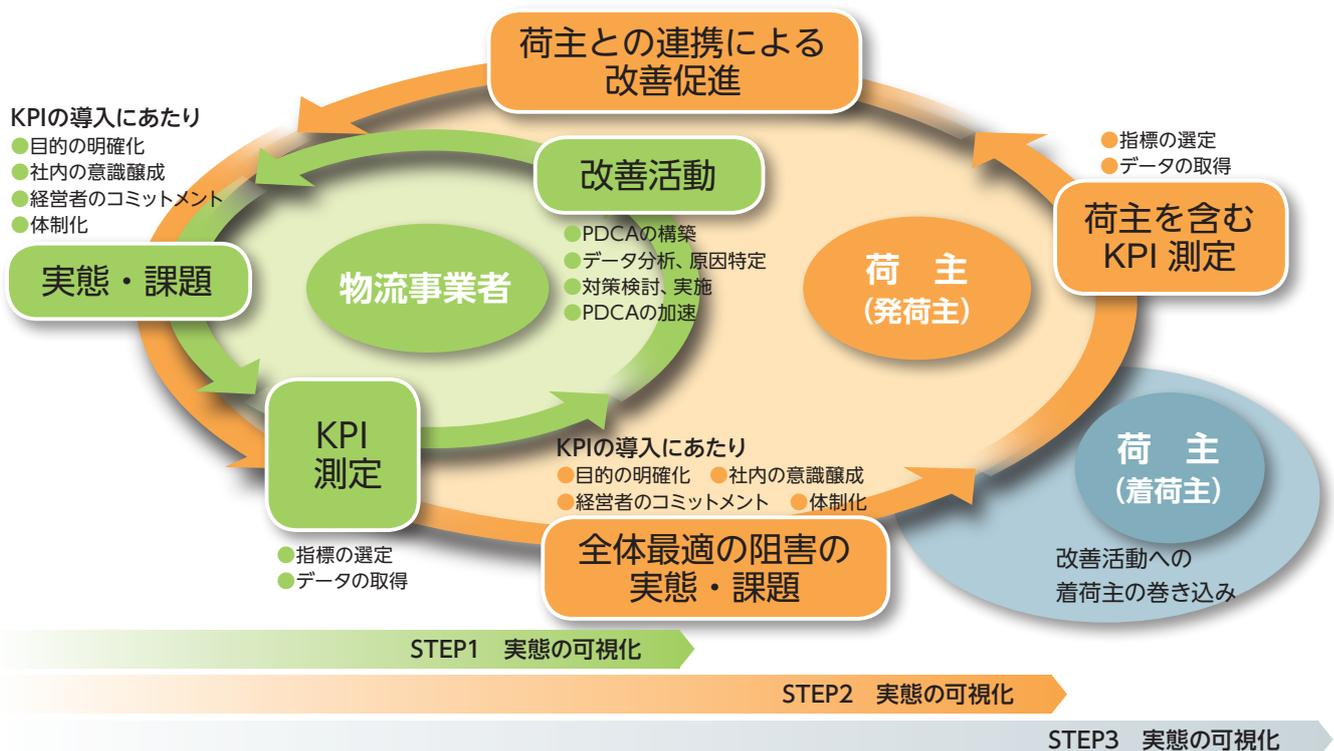 荷主との連携による
改善促進
KPIの導入にあたり
●目的の明確化
●社内の意識醸成
●経営者のコミットメント
●体制化
実態・課題
改善活動
●PDCAの構築
●データ分析、原因特定
●対策検討、実施
●PDCAの加速
物流事業者
荷　主
(発荷主)
●指標の選定
●データの取得
荷主を含む
KPI 測定
KPI
測定
●指標の選定
●データの取得
KPIの導入にあたり
●目的の明確化　●社内の意識醸成
●経営者のコミットメント　●体制化
全体最適の阻害の
実態・課題
荷　主
(着荷主)
改善活動への
着荷主の巻き込み
STEP1　実態の可視化
STEP2　実態の可視化
STEP3　実態の可視化